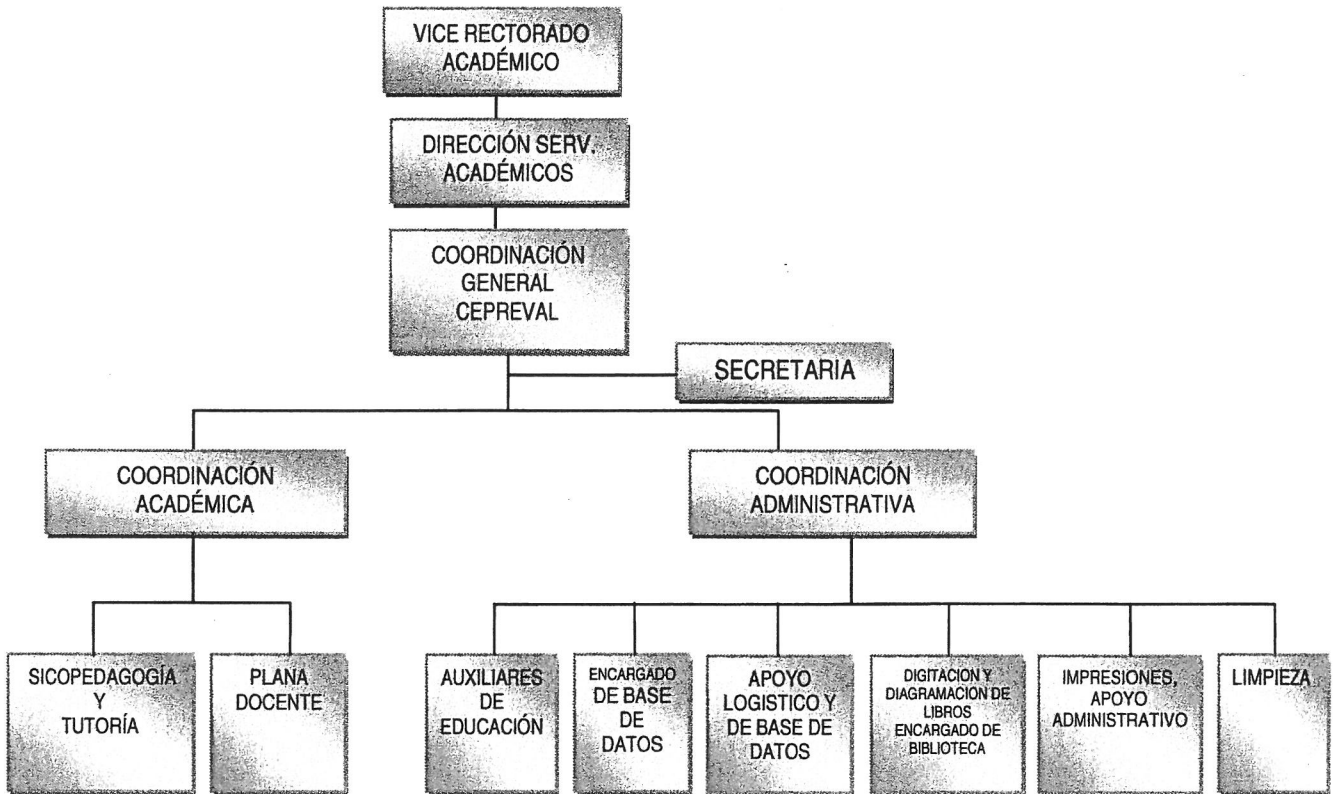 VICE RECTORADO
ACADÉMICO
DIRECCIÓN SERV.
ACADÉMICOS
COORDINACIÓN
GENERAL
CEPREVAL
SECRETARIA
COORDINACIÓN
ACADÉMICA
COORDINACIÓN
ADMINISTRATIVA
SICOPEDAGOGÍA
Y
TUTORÍA
PLANA
DOCENTE
AUXILIARES
DE
EDUCACIÓN
ENCARGADO
DE BASE
DE
DATOS
APOYO
LOGISTICO Y
DE BASE DE
DATOS
DIGITACION Y
DIAGRAMACION DE
LIBROS
ENCARGADO DE
BIBLIOTECA
IMPRESIONES,
APOYO
ADMINISTRATIVO
LIMPIEZA